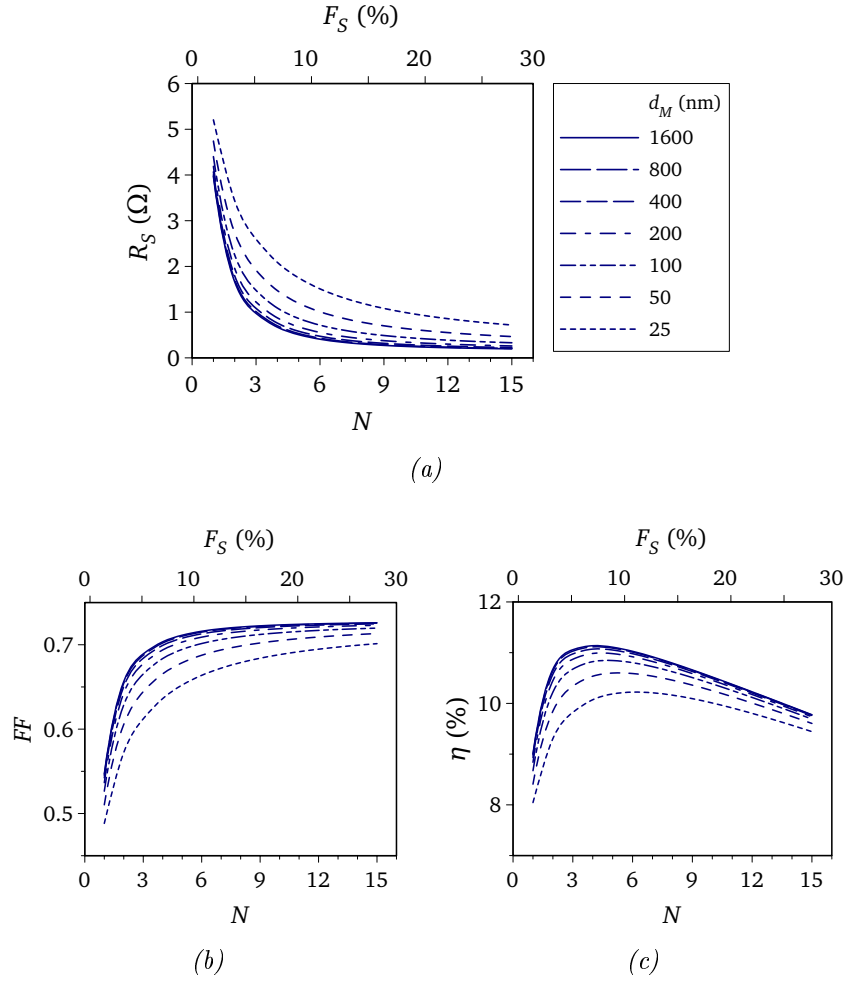 F_S (%)
0 10 20 30
6
5
4
3
2
1
0
R_S (Ω)
0 3 6 9 12 15
N
d_M (nm)
1600
800
400
200
100
50
25
(a)
F_S (%)
0 10 20 30
0.7
0.6
0.5
FF
0 3 6 9 12 15
N
(b)
F_S (%)
0 10 20 30
12
10
8
η (%)
0 3 6 9 12 15
N
(c)